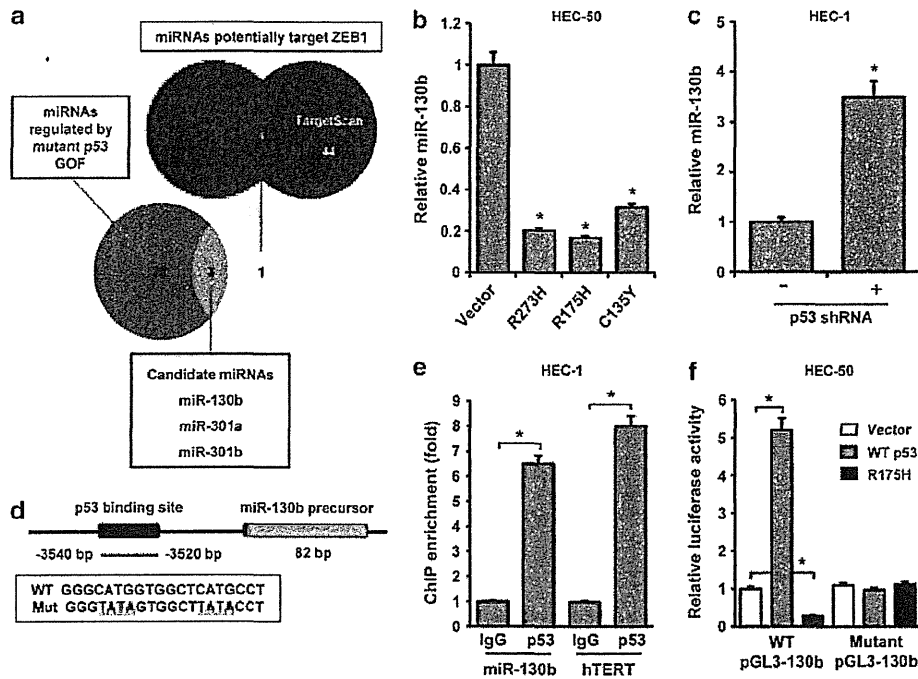 a
miRNAs potentially target ZEB1
miRNAs
regulated by
mutant p53
GOF
TargetScan
44
3
1
Candidate miRNAs
miR-130b
miR-301a
miR-301b
b
HEC-50
Relative miR-130b
1.2
1
0.8
0.6
0.4
0.2
0
*
*
*
Vector
R273H
R175H
C135Y
c
HEC-1
Relative miR-130b
5
4
3
2
1
0
*
− +
p53 shRNA
d
p53 binding site
miR-130b precursor
-3540 bp
-3520 bp
82 bp
WT GGGCATGGTGGCTCATGCCT
Mut GGGTATAGTGGCTTATACCT
e
HEC-1
ChIP enrichment (fold)
9
8
7
6
5
4
3
2
1
0
*
*
IgG p53 IgG p53
miR-130b hTERT
f
HEC-50
Relative luciferase activity
6
5
4
3
2
1
0
*
*
Vector
WT p53
R175H
WT
pGL3-130b
Mutant
pGL3-130b